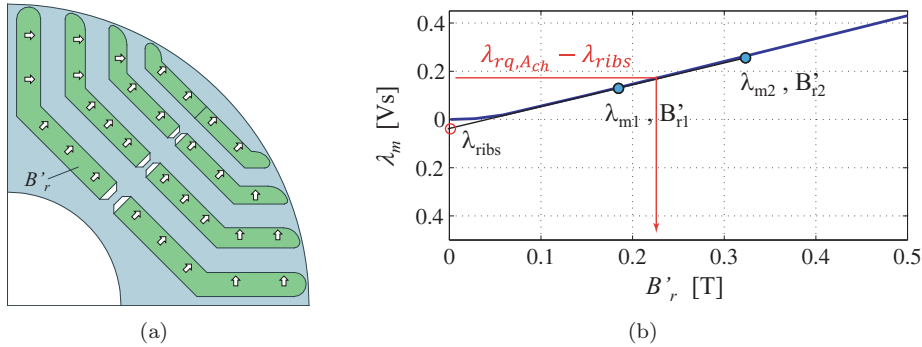 B'r
(a)
0.4
0.2
0
0.2
0.4
λm [Vs]
λrq,Ach − λribs
λm2 , B'r2
λm1 , B'r1
λribs
0
0.1
0.2
0.3
0.4
0.5
B'r [T]
(b)